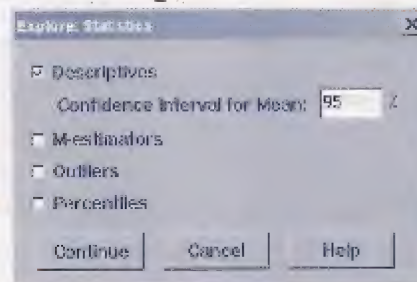 Explore: Statistics
Descriptives
Confidence Interval for Mean: 95 %
M-estimators
Outliers
Percentiles
Continue Cancel Help